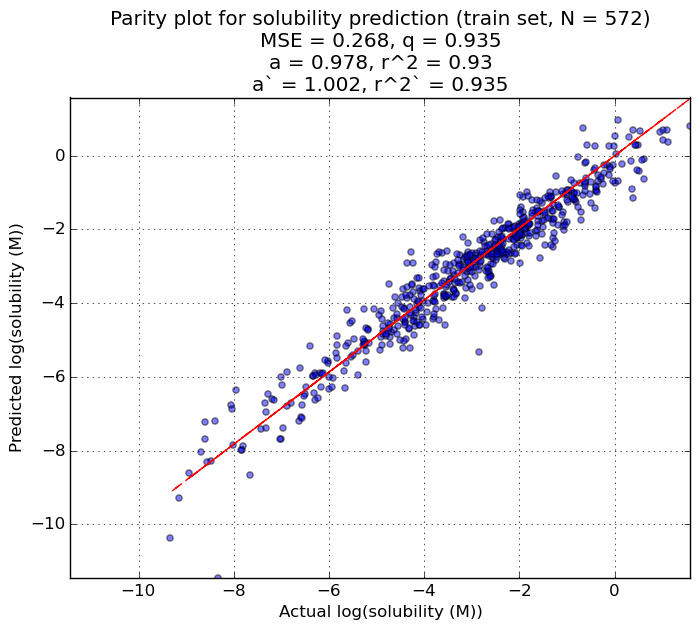 Parity plot for solubility prediction (train set, N = 572)
MSE = 0.268, q = 0.935
a = 0.978, r^2 = 0.93
a` = 1.002, r^2` = 0.935
Predicted log(solubility (M))
0
−2
−4
−6
−8
−10
−10 −8 −6 −4 −2 0
Actual log(solubility (M))